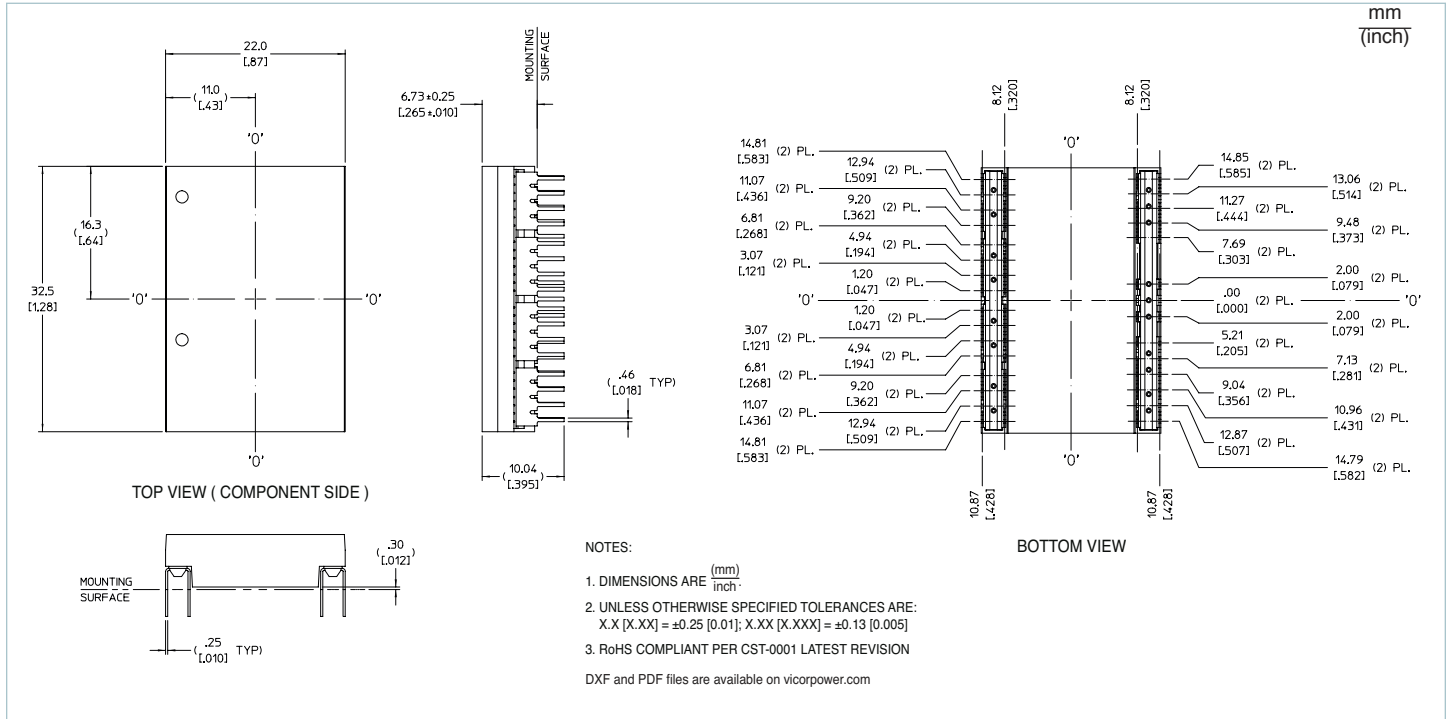 mm
(inch)
22.0
[.87]
( 11.0 )
[.43]
'0'
( 16.3 )
[.64]
32.5
[1.28]
'0'
'0'
'0'
TOP VIEW ( COMPONENT SIDE )
6.73±0.25
[.265±.010]
MOUNTING
SURFACE
( .46 TYP)
[.018]
( 10.04 )
[.395]
MOUNTING
SURFACE
( .30 )
[.012]
( .25 TYP)
[.010]
8.12
[.320]
8.12
[.320]
'0'
14.81 (2) PL.
[.583]
12.94 (2) PL.
[.509]
11.07 (2) PL.
[.436]
9.20 (2) PL.
[.362]
6.81 (2) PL.
[.268]
4.94 (2) PL.
[.194]
3.07 (2) PL.
[.121]
1.20 (2) PL.
[.047]
'0'
1.20 (2) PL.
[.047]
3.07 (2) PL.
[.121]
4.94 (2) PL.
[.194]
6.81 (2) PL.
[.268]
9.20 (2) PL.
[.362]
11.07 (2) PL.
[.436]
12.94 (2) PL.
[.509]
14.81 (2) PL.
[.583]
14.85 (2) PL.
[.585]
13.06 (2) PL.
[.514]
11.27 (2) PL.
[.444]
9.48 (2) PL.
[.373]
7.69 (2) PL.
[.303]
2.00 (2) PL.
[.079]
.00 (2) PL.
[.000]
'0'
2.00 (2) PL.
[.079]
5.21 (2) PL.
[.205]
7.13 (2) PL.
[.281]
9.04 (2) PL.
[.356]
10.96 (2) PL.
[.431]
12.87 (2) PL.
[.507]
14.79 (2) PL.
[.582]
'0'
10.87
[.428]
10.87
[.428]
BOTTOM VIEW
NOTES:
1. DIMENSIONS ARE (mm)
inch.
2. UNLESS OTHERWISE SPECIFIED TOLERANCES ARE:
X.X [X.XX] = ±0.25 [0.01]; X.XX [X.XXX] = ±0.13 [0.005]
3. RoHS COMPLIANT PER CST-0001 LATEST REVISION
DXF and PDF files are available on vicorpower.com